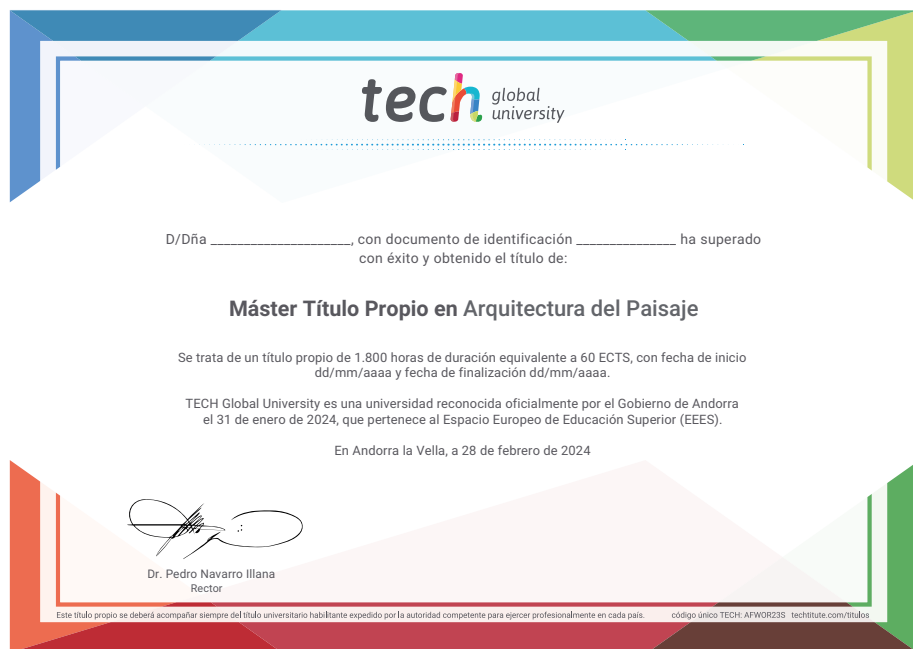 tech global university
D/Dña _____________________, con documento de identificación _______________ ha superado
con éxito y obtenido el título de:
Máster Título Propio en Arquitectura del Paisaje
Se trata de un título propio de 1.800 horas de duración equivalente a 60 ECTS, con fecha de inicio
dd/mm/aaaa y fecha de finalización dd/mm/aaaa.
TECH Global University es una universidad reconocida oficialmente por el Gobierno de Andorra
el 31 de enero de 2024, que pertenece al Espacio Europeo de Educación Superior (EEES).
En Andorra la Vella, a 28 de febrero de 2024
Dr. Pedro Navarro Illana
Rector
Este título propio se deberá acompañar siempre del título universitario habilitante expedido por la autoridad competente para ejercer profesionalmente en cada país. código único TECH: AFWOR23S techtitute.com/titulos